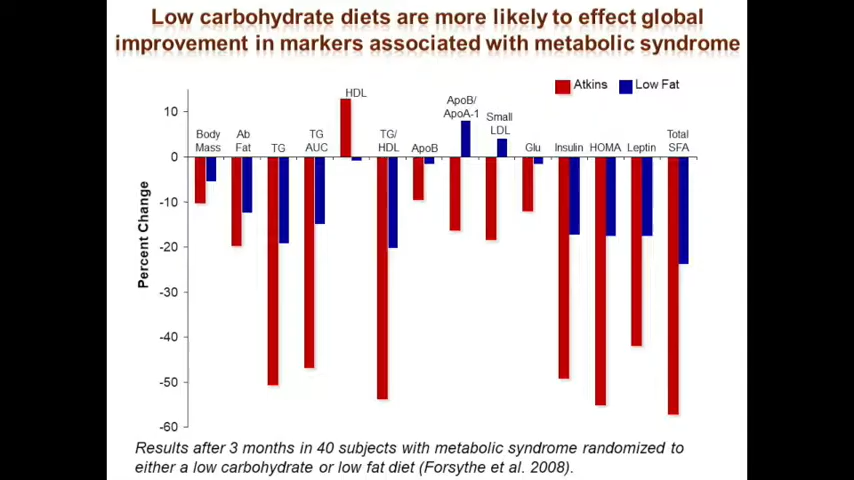 Low carbohydrate diets are more likely to effect global
improvement in markers associated with metabolic syndrome
Atkins
Low Fat
Percent Change
10
0
-10
-20
-30
-40
-50
-60
Body
Mass
Ab
Fat
TG
TG
AUC
HDL
TG/
HDL
ApoB
ApoB/
ApoA-1
Small
LDL
Glu
Insulin
HOMA
Leptin
Total
SFA
Results after 3 months in 40 subjects with metabolic syndrome randomized to
either a low carbohydrate or low fat diet (Forsythe et al. 2008).